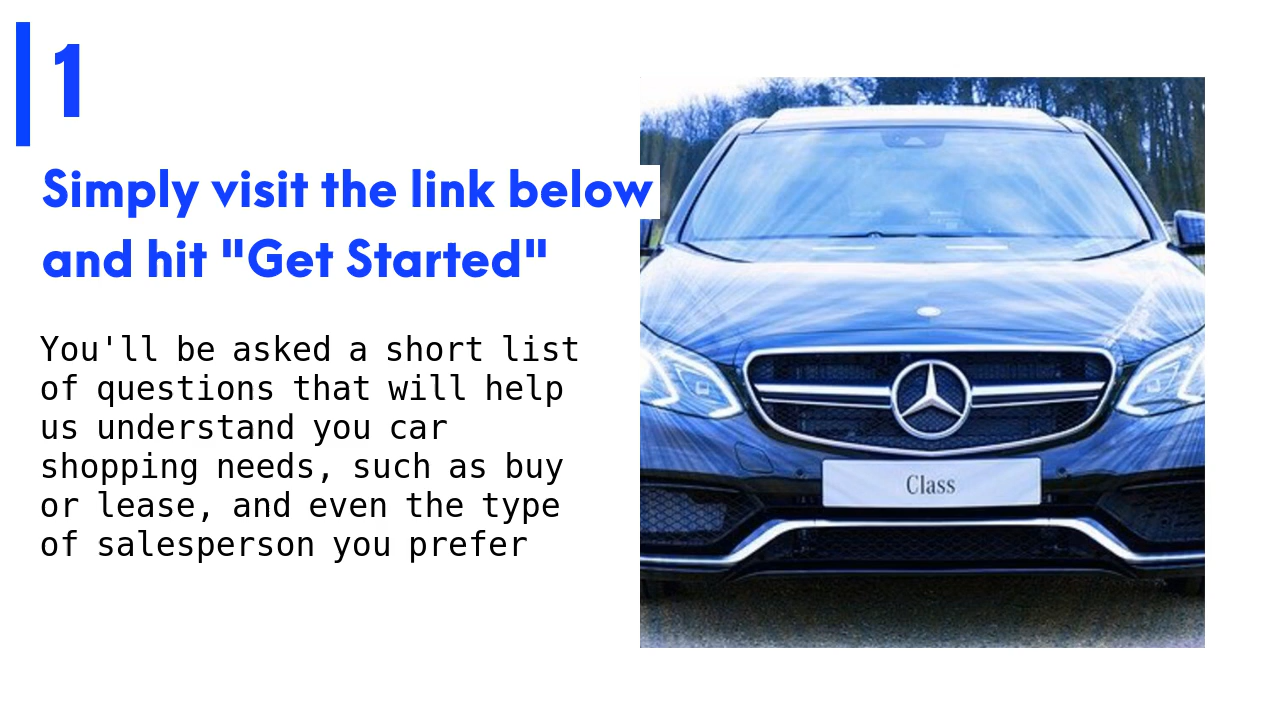 1
Simply visit the link below
and hit "Get Started"
You'll be asked a short list
of questions that will help
us understand you car
shopping needs, such as buy
or lease, and even the type
of salesperson you prefer
Class